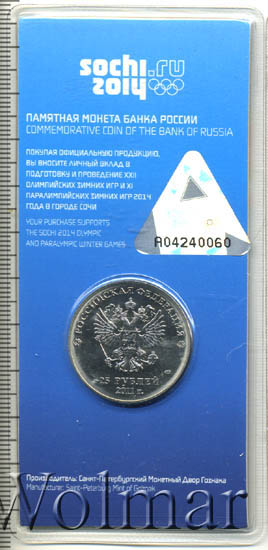 sochi.ru
2014
ПАМЯТНАЯ МОНЕТА БАНКА РОССИИ
COMMEMORATIVE COIN OF THE BANK OF RUSSIA
ПОКУПАЯ ОФИЦИАЛЬНУЮ ПРОДУКЦИЮ,
ВЫ ВНОСИТЕ ЛИЧНЫЙ ВКЛАД В
ПОДГОТОВКУ И ПРОВЕДЕНИЕ XXII
ОЛИМПИЙСКИХ ЗИМНИХ ИГР И XI
ПАРАЛИМПИЙСКИХ ЗИМНИХ ИГР 2014
ГОДА В ГОРОДЕ СОЧИ
YOUR PURCHASE SUPPORTS
THE SOCHI 2014 OLYMPIC
AND PARALYMPIC WINTER GAMES
A04240060
РОССИЙСКАЯ ФЕДЕРАЦИЯ
25 РУБЛЕЙ
2011 г.
Производитель: Санкт-Петербургский Монетный Двор Гознака
Manufacturer: Saint-Petersburg Mint of Goznak
Wolmar